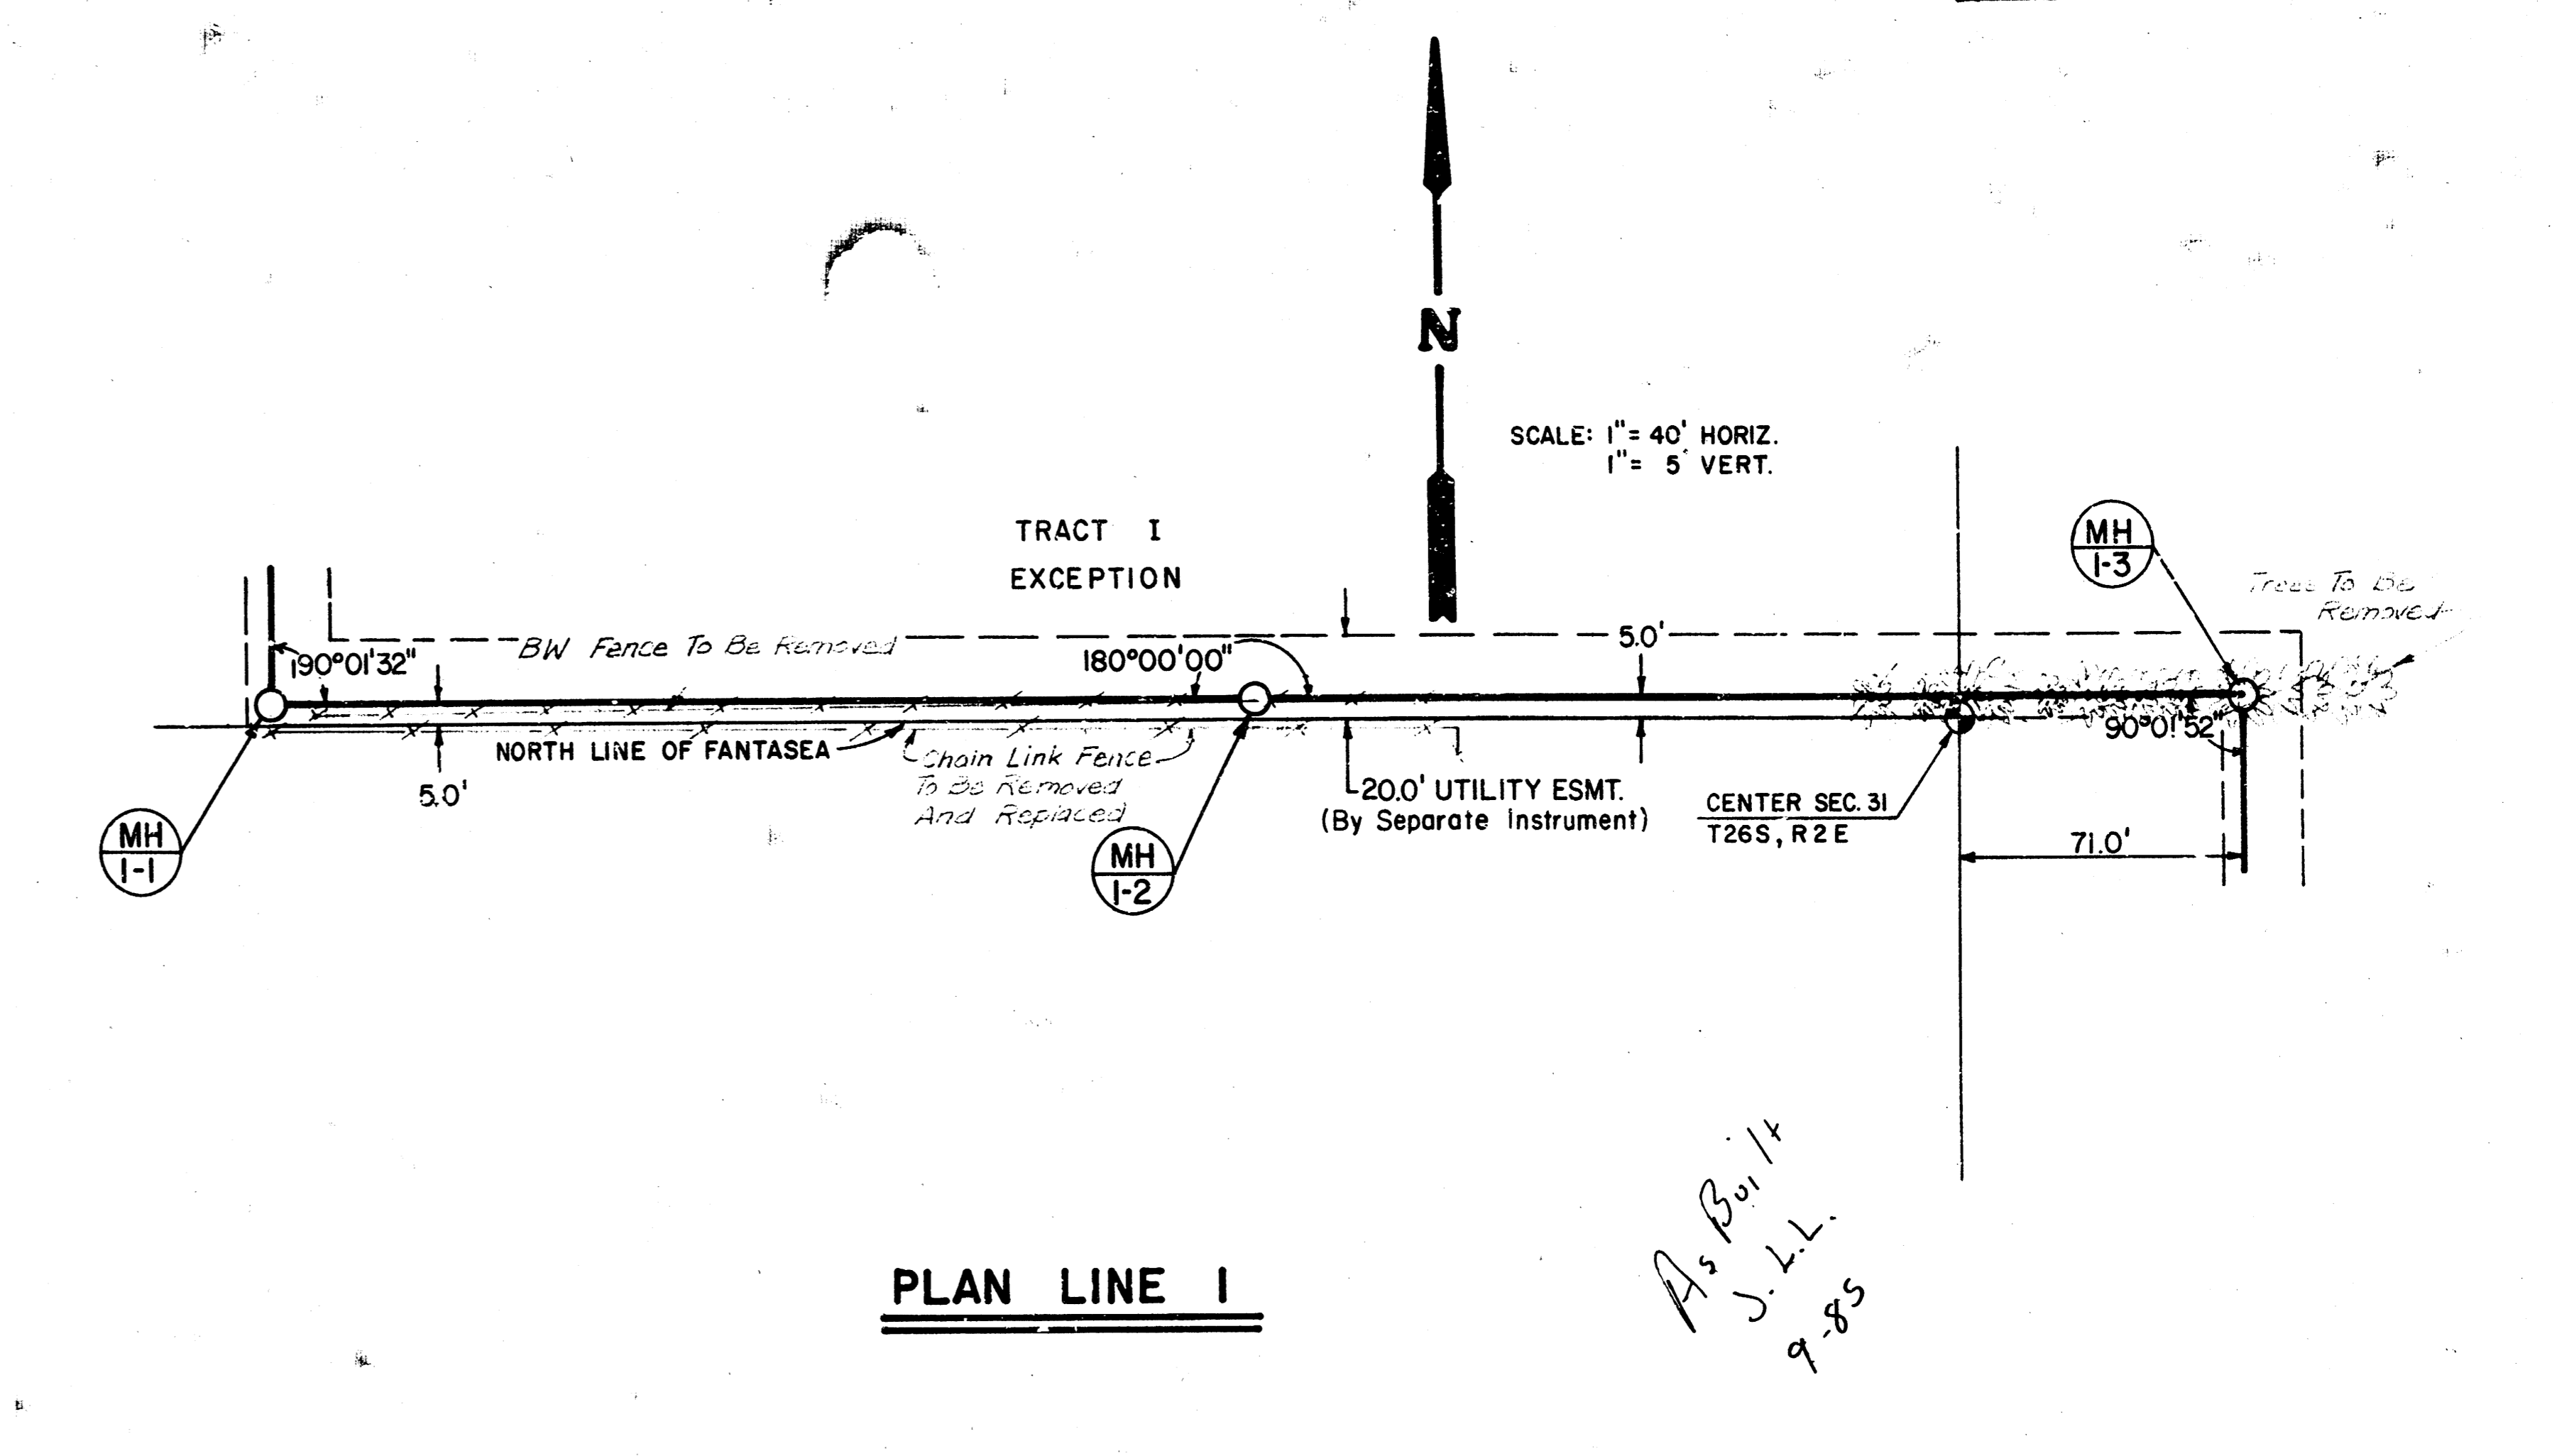 N
SCALE: 1" = 40' HORIZ.
1" = 5' VERT.
TRACT I
EXCEPTION
MH
1-3
Trees To Be
Removed
BW Fence To Be Removed
5.0'
90°01'32"
180°00'00"
90°01'52"
NORTH LINE OF FANTASEA
Chain Link Fence
To Be Removed
And Replaced
5.0'
20.0' UTILITY ESMT.
(By Separate Instrument)
CENTER SEC. 31
T26S, R2E
71.0'
MH
1-1
MH
1-2
As Built
J.L.L.
9-85
PLAN LINE 1